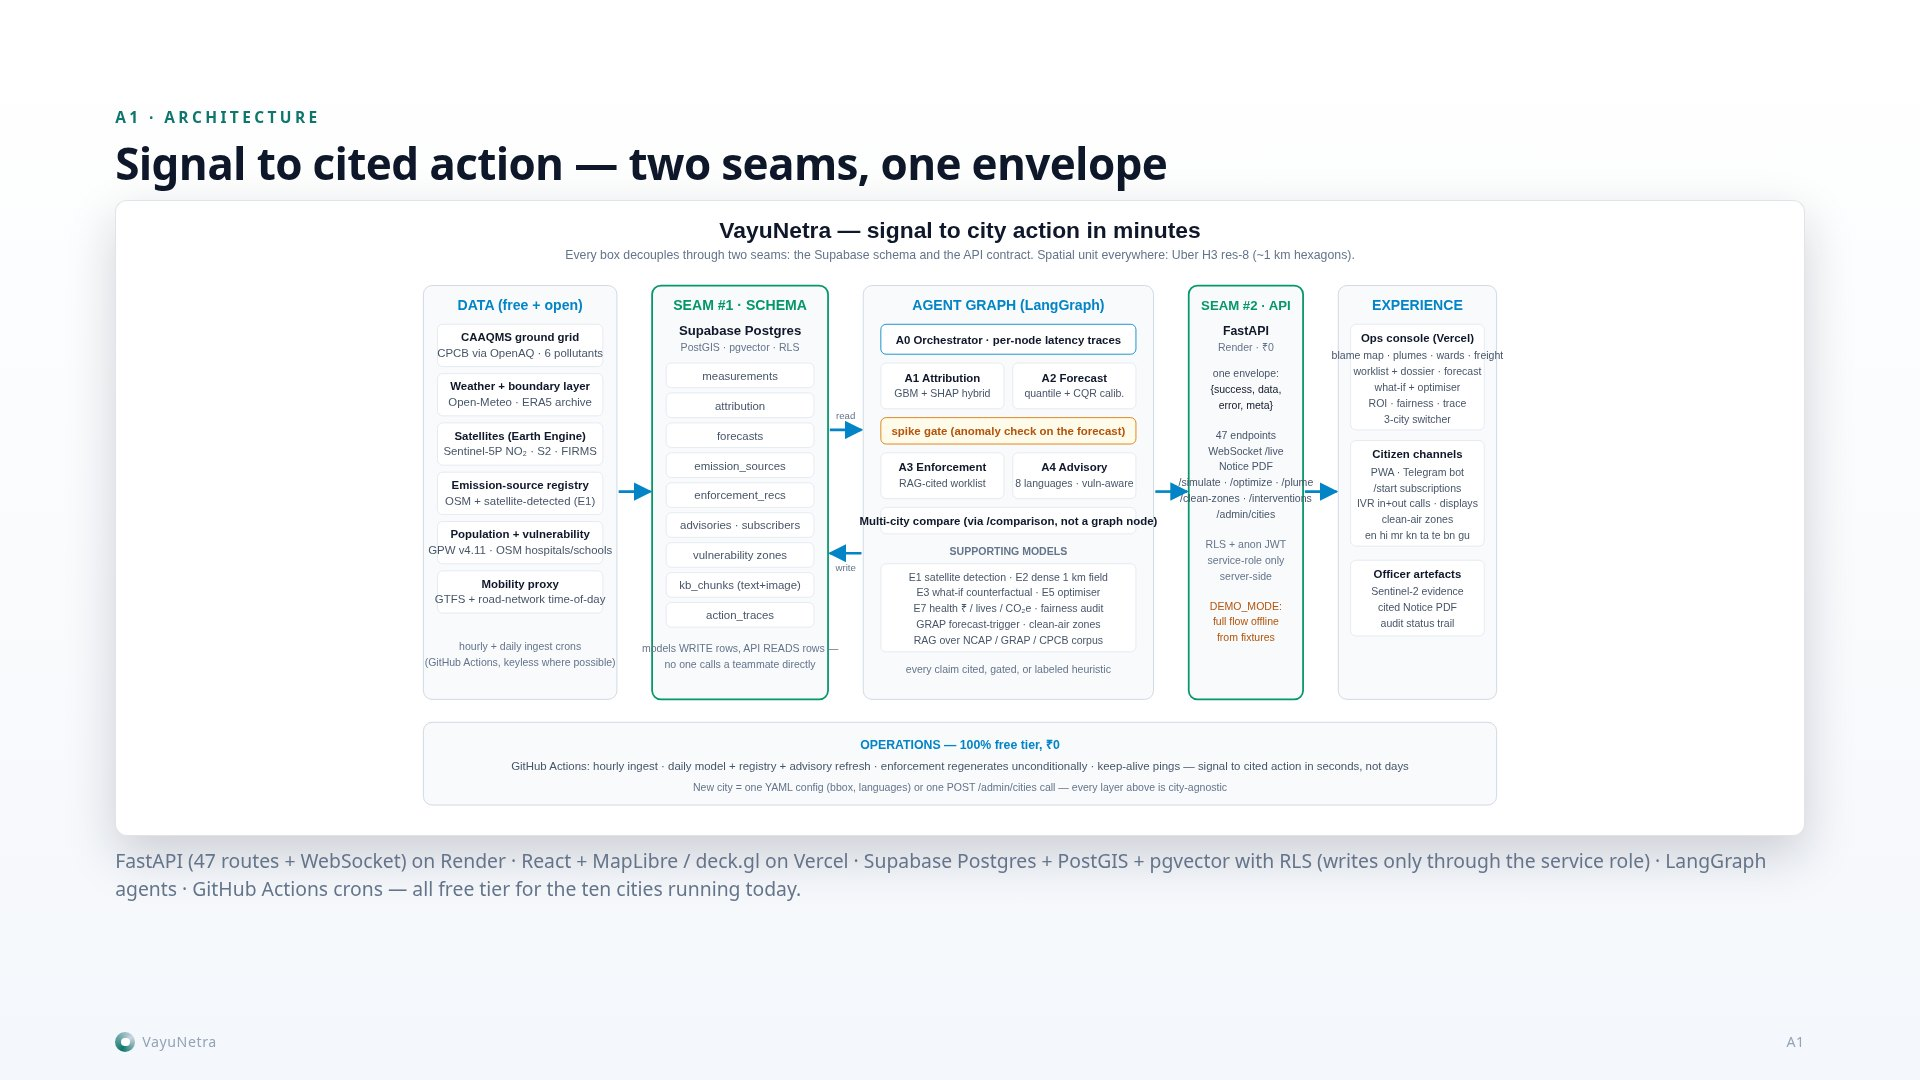 A1 · ARCHITECTURE
Signal to cited action — two seams, one envelope
VayuNetra — signal to city action in minutes
Every box decouples through two seams: the Supabase schema and the API contract. Spatial unit everywhere: Uber H3 res-8 (~1 km hexagons).
DATA (free + open)
CAAQMS ground grid
CPCB via OpenAQ · 6 pollutants
Weather + boundary layer
Open-Meteo · ERA5 archive
Satellites (Earth Engine)
Sentinel-5P NO₂ · S2 · FIRMS
Emission-source registry
OSM + satellite-detected (E1)
Population + vulnerability
GPW v4.11 · OSM hospitals/schools
Mobility proxy
GTFS + road-network time-of-day
hourly + daily ingest crons
(GitHub Actions, keyless where possible)
SEAM #1 · SCHEMA
Supabase Postgres
PostGIS · pgvector · RLS
measurements
attribution
forecasts
emission_sources
enforcement_recs
advisories · subscribers
vulnerability zones
kb_chunks (text+image)
action_traces
models WRITE rows, API READS rows —
no one calls a teammate directly
read
write
AGENT GRAPH (LangGraph)
A0 Orchestrator · per-node latency traces
A1 Attribution
GBM + SHAP hybrid
A2 Forecast
quantile + CQR calib.
spike gate (anomaly check on the forecast)
A3 Enforcement
RAG-cited worklist
A4 Advisory
8 languages · vuln-aware
Multi-city compare (via /comparison, not a graph node)
SUPPORTING MODELS
E1 satellite detection · E2 dense 1 km field
E3 what-if counterfactual · E5 optimiser
E7 health ₹ / lives / CO₂e · fairness audit
GRAP forecast-trigger · clean-air zones
RAG over NCAP / GRAP / CPCB corpus
every claim cited, gated, or labeled heuristic
SEAM #2 · API
FastAPI
Render · ₹0
one envelope:
{success, data,
error, meta}
47 endpoints
WebSocket /live
Notice PDF
/simulate · /optimize · /plume
/clean-zones · /interventions
/admin/cities
RLS + anon JWT
service-role only
server-side
DEMO_MODE:
full flow offline
from fixtures
EXPERIENCE
Ops console (Vercel)
blame map · plumes · wards · freight
worklist + dossier · forecast
what-if + optimiser
ROI · fairness · trace
3-city switcher
Citizen channels
PWA · Telegram bot
/start subscriptions
IVR in+out calls · displays
clean-air zones
en hi mr kn ta te bn gu
Officer artefacts
Sentinel-2 evidence
cited Notice PDF
audit status trail
OPERATIONS — 100% free tier, ₹0
GitHub Actions: hourly ingest · daily model + registry + advisory refresh · enforcement regenerates unconditionally · keep-alive pings — signal to cited action in seconds, not days
New city = one YAML config (bbox, languages) or one POST /admin/cities call — every layer above is city-agnostic
FastAPI (47 routes + WebSocket) on Render · React + MapLibre / deck.gl on Vercel · Supabase Postgres + PostGIS + pgvector with RLS (writes only through the service role) · LangGraph
agents · GitHub Actions crons — all free tier for the ten cities running today.
VayuNetra
A1